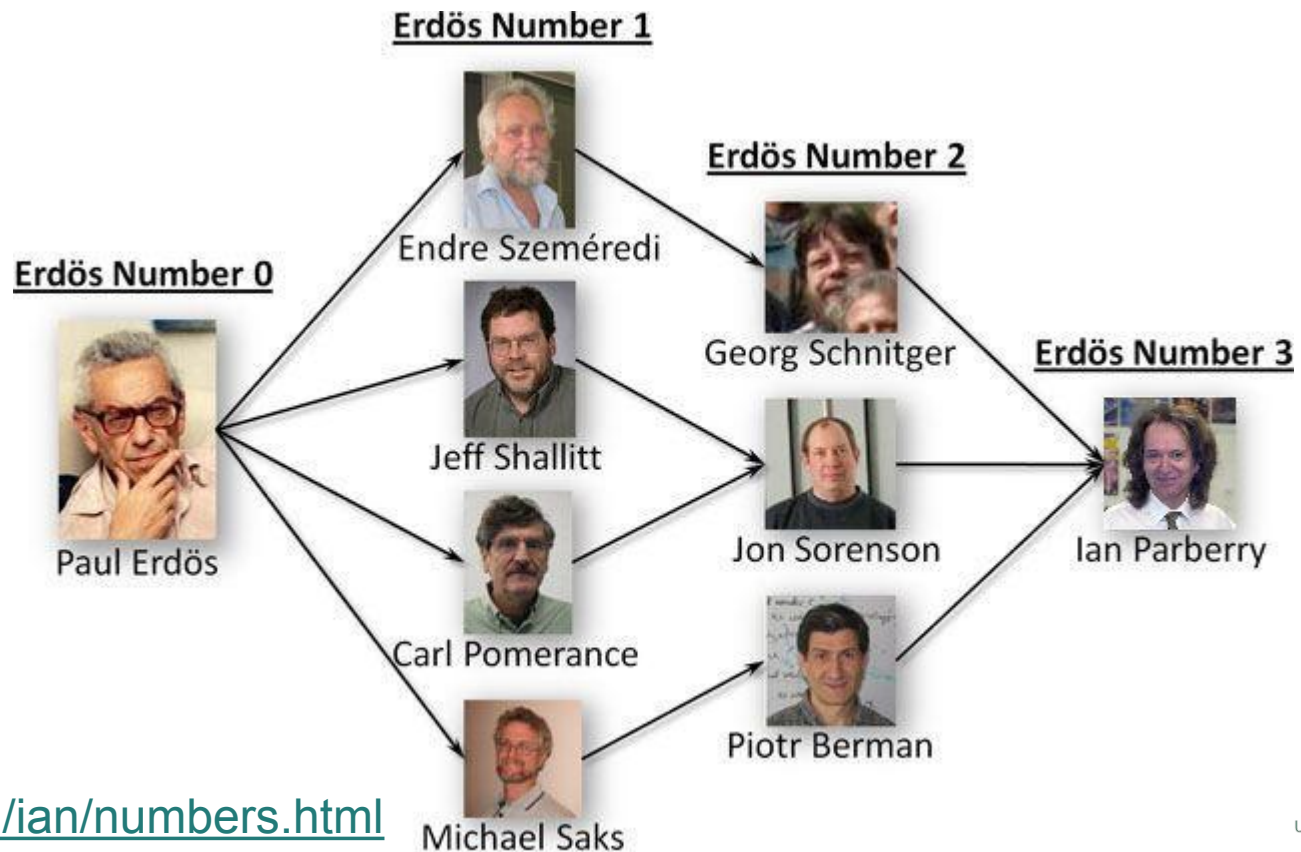 Erdös Number 1
Erdös Number 2
Endre Szeméredi
Erdös Number 0
Georg Schnitger
Erdös Number 3
Jeff Shallitt
Paul Erdös
Jon Sorenson
Ian Parberry
Carl Pomerance
Piotr Berman
/ian/numbers.html
Michael Saks